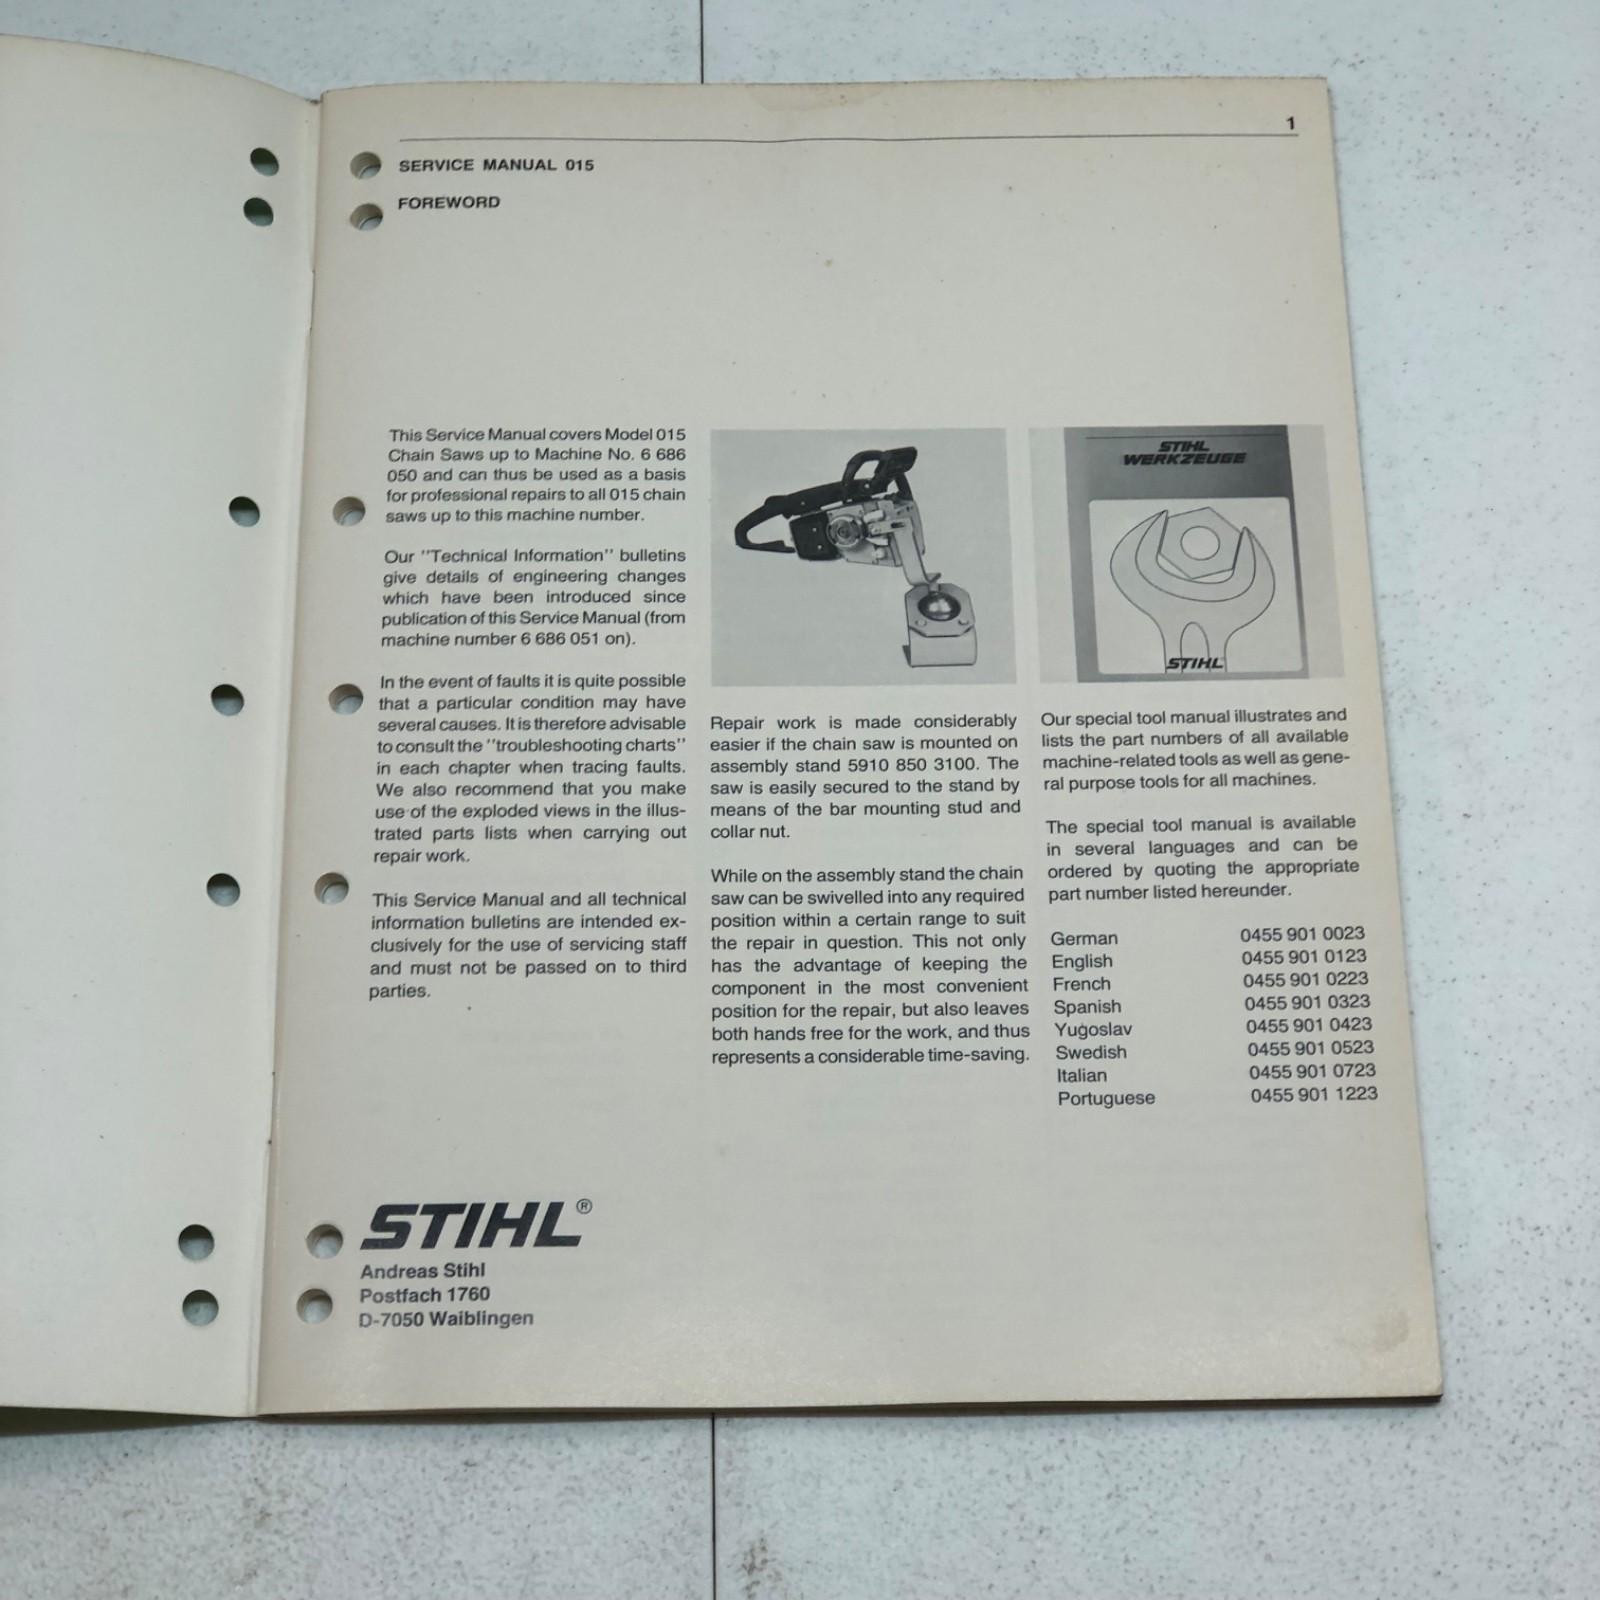 1
SERVICE MANUAL 015
FOREWORD
This Service Manual covers Model 015
Chain Saws up to Machine No. 6 686
050 and can thus be used as a basis
for professional repairs to all 015 chain
saws up to this machine number.
Our "Technical Information" bulletins
give details of engineering changes
which have been introduced since
publication of this Service Manual (from
machine number 6 686 051 on).
In the event of faults it is quite possible
that a particular condition may have
several causes. It is therefore advisable
to consult the "troubleshooting charts"
in each chapter when tracing faults.
We also recommend that you make
use of the exploded views in the illus-
trated parts lists when carrying out
repair work.
This Service Manual and all technical
information bulletins are intended ex-
clusively for the use of servicing staff
and must not be passed on to third
parties.
Repair work is made considerably
easier if the chain saw is mounted on
assembly stand 5910 850 3100. The
saw is easily secured to the stand by
means of the bar mounting stud and
collar nut.
While on the assembly stand the chain
saw can be swivelled into any required
position within a certain range to suit
the repair in question. This not only
has the advantage of keeping the
component in the most convenient
position for the repair, but also leaves
both hands free for the work, and thus
represents a considerable time-saving.
STIHL
WERKZEUGE
STIHL
Our special tool manual illustrates and
lists the part numbers of all available
machine-related tools as well as gene-
ral purpose tools for all machines.
The special tool manual is available
in several languages and can be
ordered by quoting the appropriate
part number listed hereunder.
German 0455 901 0023
English 0455 901 0123
French 0455 901 0223
Spanish 0455 901 0323
Yugoslav 0455 901 0423
Swedish 0455 901 0523
Italian 0455 901 0723
Portuguese 0455 901 1223
STIHL®
Andreas Stihl
Postfach 1760
D-7050 Waiblingen